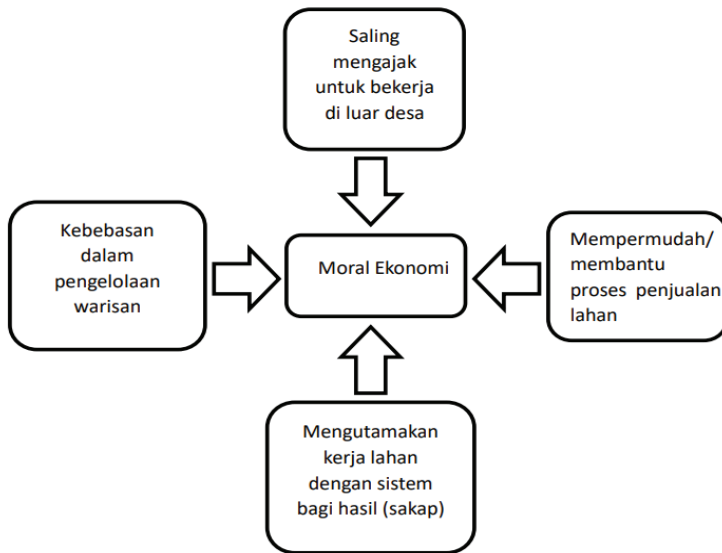 Saling
mengajak
untuk bekerja
di luar desa
Kebebasan
dalam
pengelolaan
warisan
Moral Ekonomi
Mempermudah/
membantu
proses penjualan
lahan
Mengutamakan
kerja lahan
dengan sistem
bagi hasil (sakap)